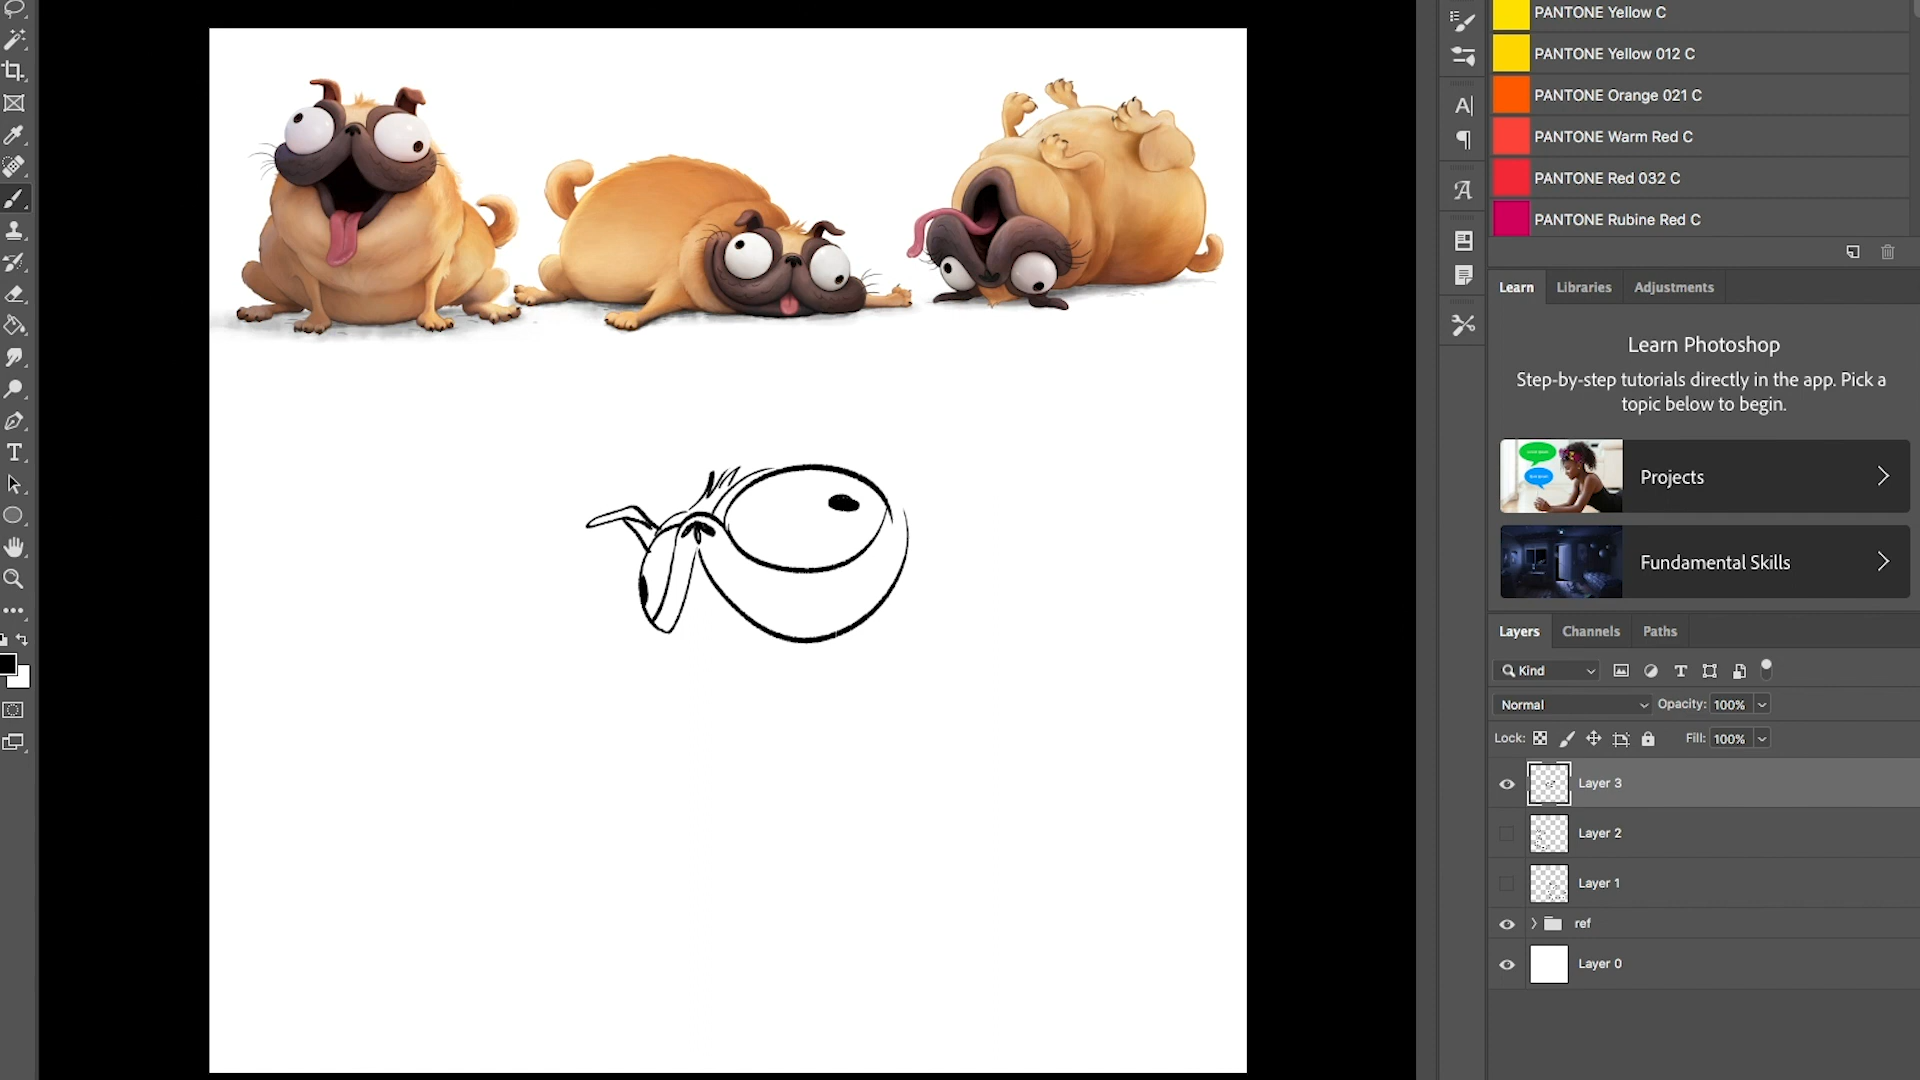 PANTONE Yellow C
PANTONE Yellow 012 C
PANTONE Orange 021 C
PANTONE Warm Red C
PANTONE Red 032 C
PANTONE Rubine Red C
Learn Libraries Adjustments
Learn Photoshop
Step-by-step tutorials directly in the app. Pick a
topic below to begin.
Projects
Fundamental Skills
Layers Channels Paths
Kind
Normal Opacity: 100%
Lock: Fill: 100%
Layer 3
Layer 2
Layer 1
ref
Layer 0